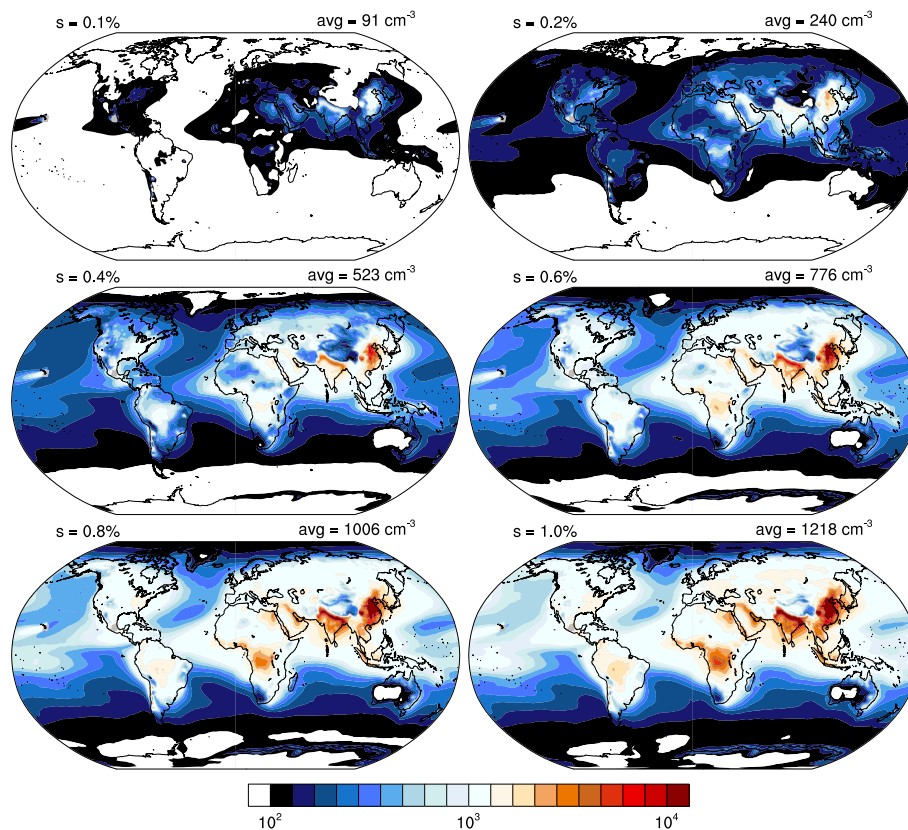 s = 0.1% avg = 91 cm⁻³
s = 0.2% avg = 240 cm⁻³
s = 0.4% avg = 523 cm⁻³
s = 0.6% avg = 776 cm⁻³
s = 0.8% avg = 1006 cm⁻³
s = 1.0% avg = 1218 cm⁻³
10² 10³ 10⁴